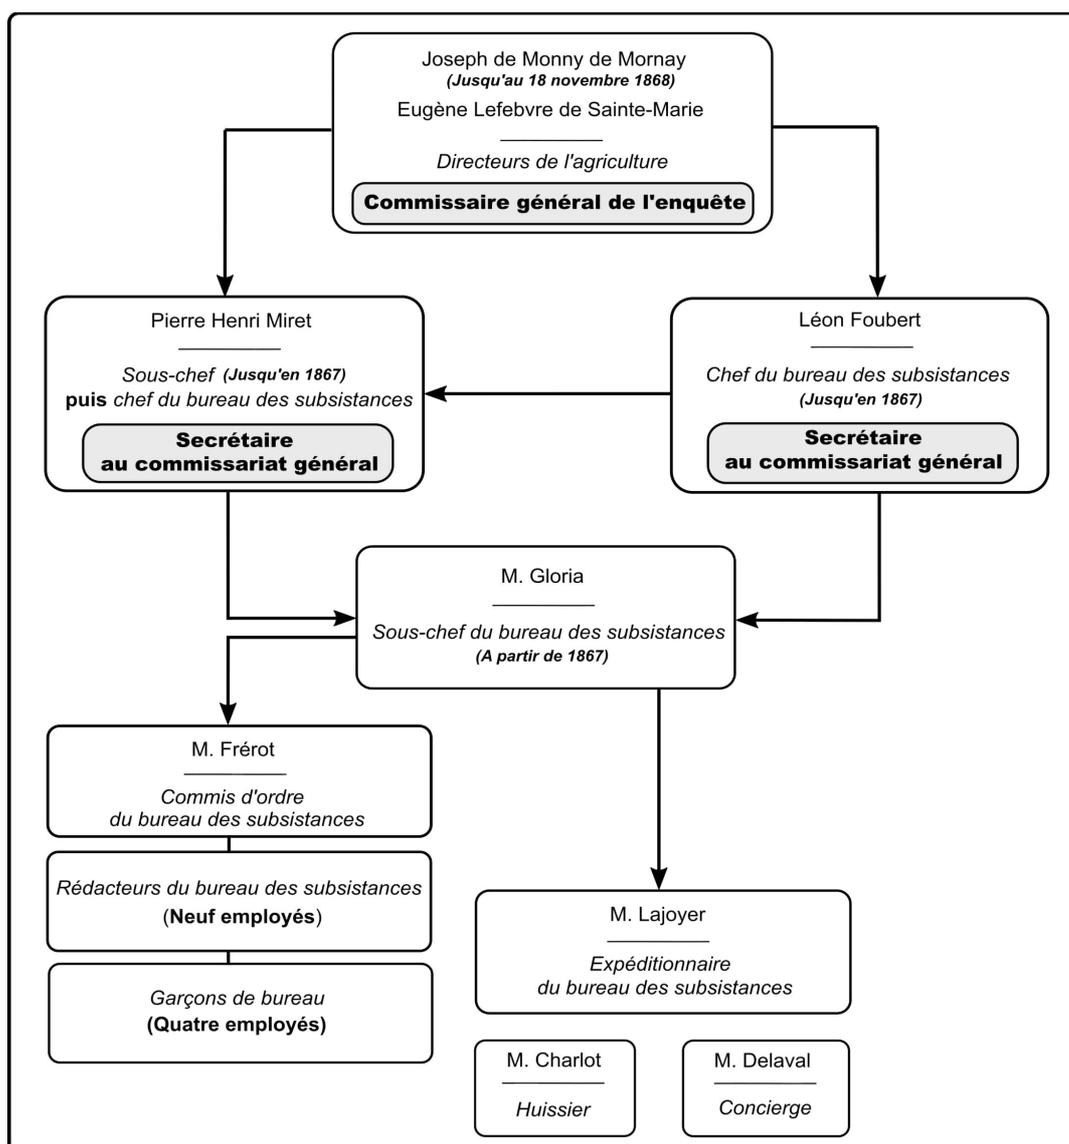 Joseph de Monny de Mornay
(Jusqu'au 18 novembre 1868)
Eugène Lefebvre de Sainte-Marie
Directeurs de l'agriculture
Commissaire général de l'enquête
Pierre Henri Miret
Sous-chef (Jusqu'en 1867)
puis chef du bureau des subsistances
Secrétaire
au commissariat général
Léon Foubert
Chef du bureau des subsistances
(Jusqu'en 1867)
Secrétaire
au commissariat général
M. Gloria
Sous-chef du bureau des subsistances
(A partir de 1867)
M. Frérot
Commis d'ordre
du bureau des subsistances
Rédacteurs du bureau des subsistances
(Neuf employés)
Garçons de bureau
(Quatre employés)
M. Lajoyer
Expéditionnaire
du bureau des subsistances
M. Charlot
Huissier
M. Delaval
Concierge